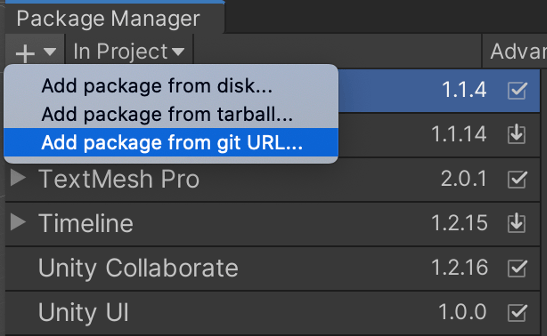 Package Manager
+ ▾ In Project ▾ Advan
Add package from disk...
1.1.4
Add package from tarball...
1.1.14
Add package from git URL...
TextMesh Pro 2.0.1
Timeline 1.2.15
Unity Collaborate 1.2.16
Unity UI 1.0.0